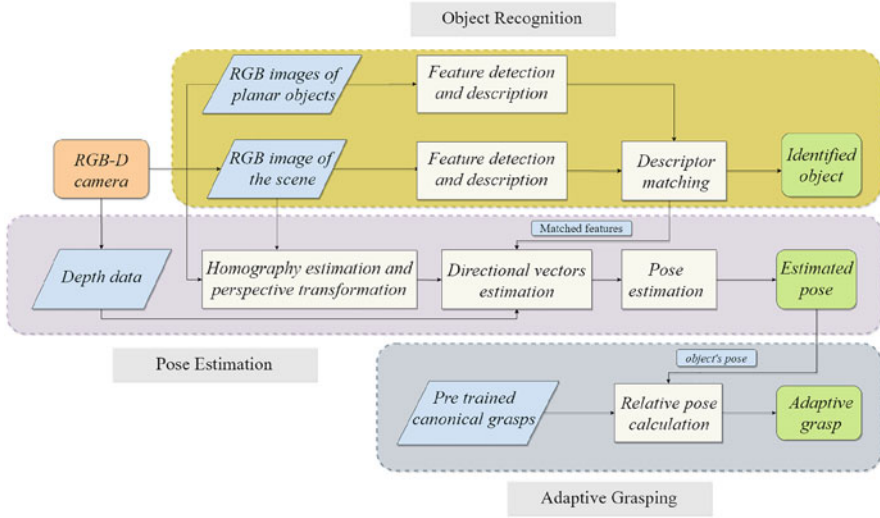 Object Recognition
RGB images of
planar objects
Feature detection
and description
RGB-D
camera
RGB image of
the scene
Feature detection
and description
Descriptor
matching
Identified
object
Matched features
Depth data
Homography estimation and
perspective transformation
Directional vectors
estimation
Pose
estimation
Estimated
pose
Pose Estimation
object's pose
Pre trained
canonical grasps
Relative pose
calculation
Adaptive
grasp
Adaptive Grasping